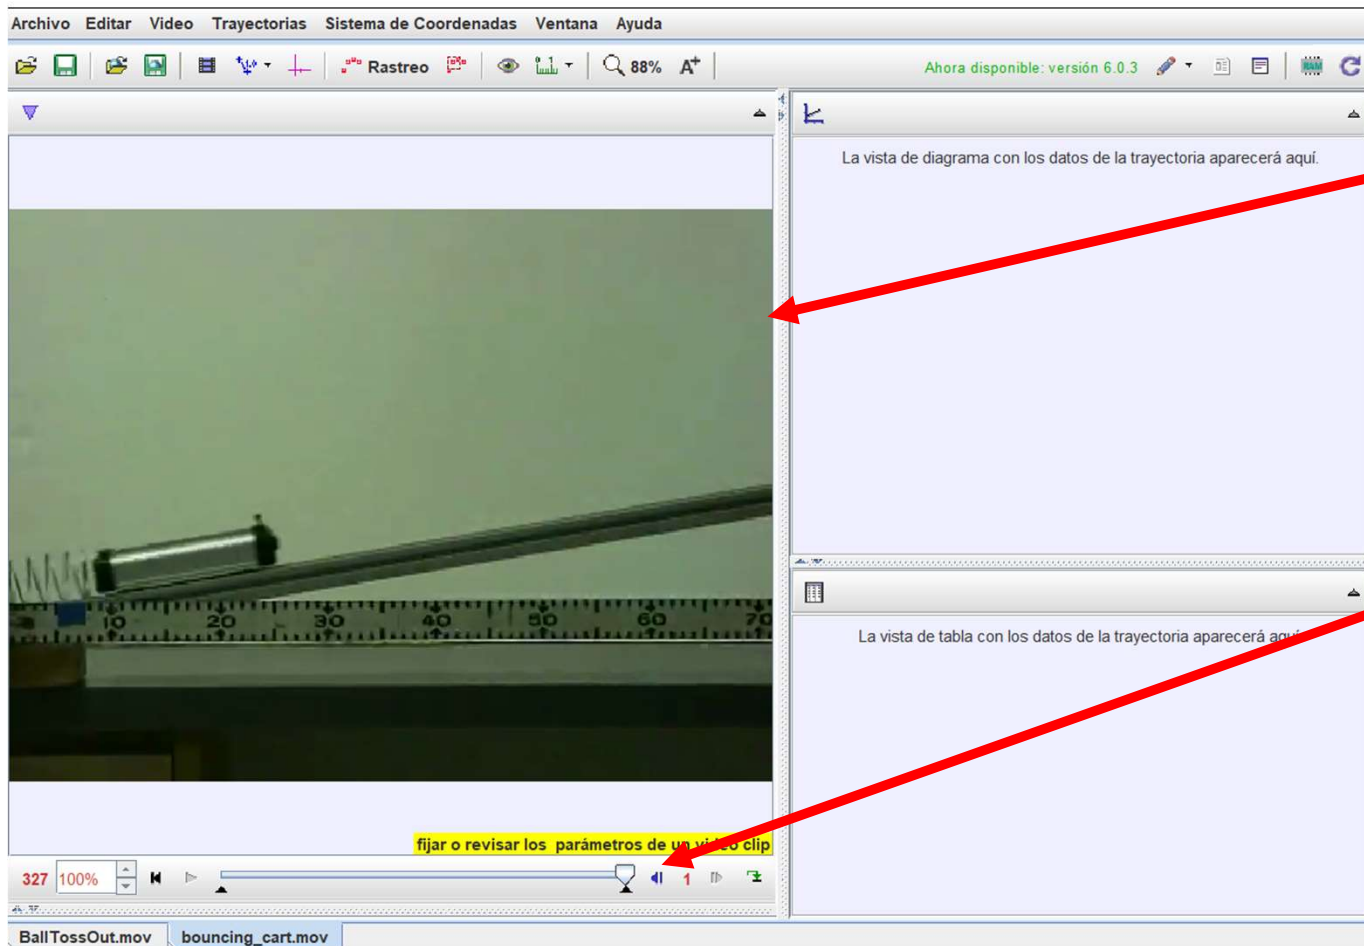 Archivo Editar Video Trayectorias Sistema de Coordenadas Ventana Ayuda
Rastreo 88% A+ Ahora disponible: versión 6.0.3
La vista de diagrama con los datos de la trayectoria aparecerá aquí.
10 20 30 40 50 60 70
La vista de tabla con los datos de la trayectoria aparecerá
fijar o revisar los parámetros de un video clip
327 100% 1
BallTossOut.mov bouncing_cart.mov